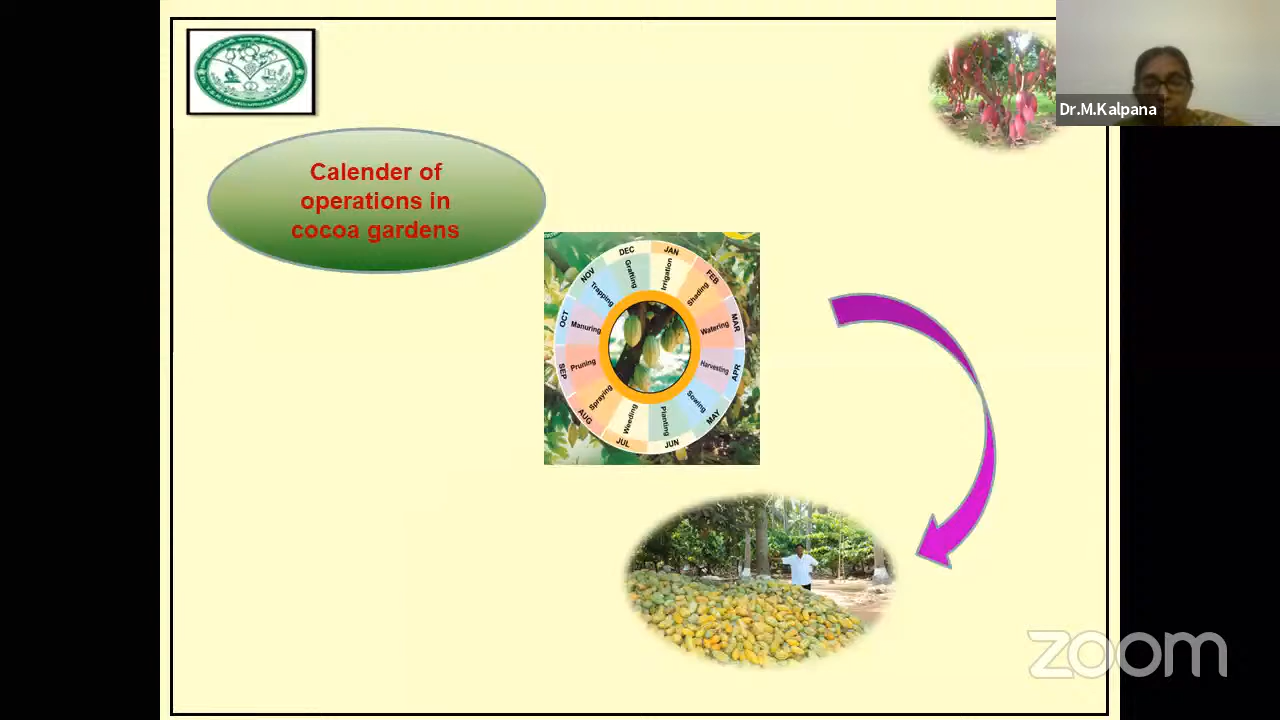 Dr.M.Kalpana
Calender of
operations in
cocoa gardens
JAN
Irrigation
FEB
Shading
MAR
Watering
APR
Harvesting
MAY
Sowing
JUN
Planting
JUL
Weeding
AUG
Spraying
SEP
Pruning
OCT
Manuring
NOV
Trapping
DEC
Grafting
zoom